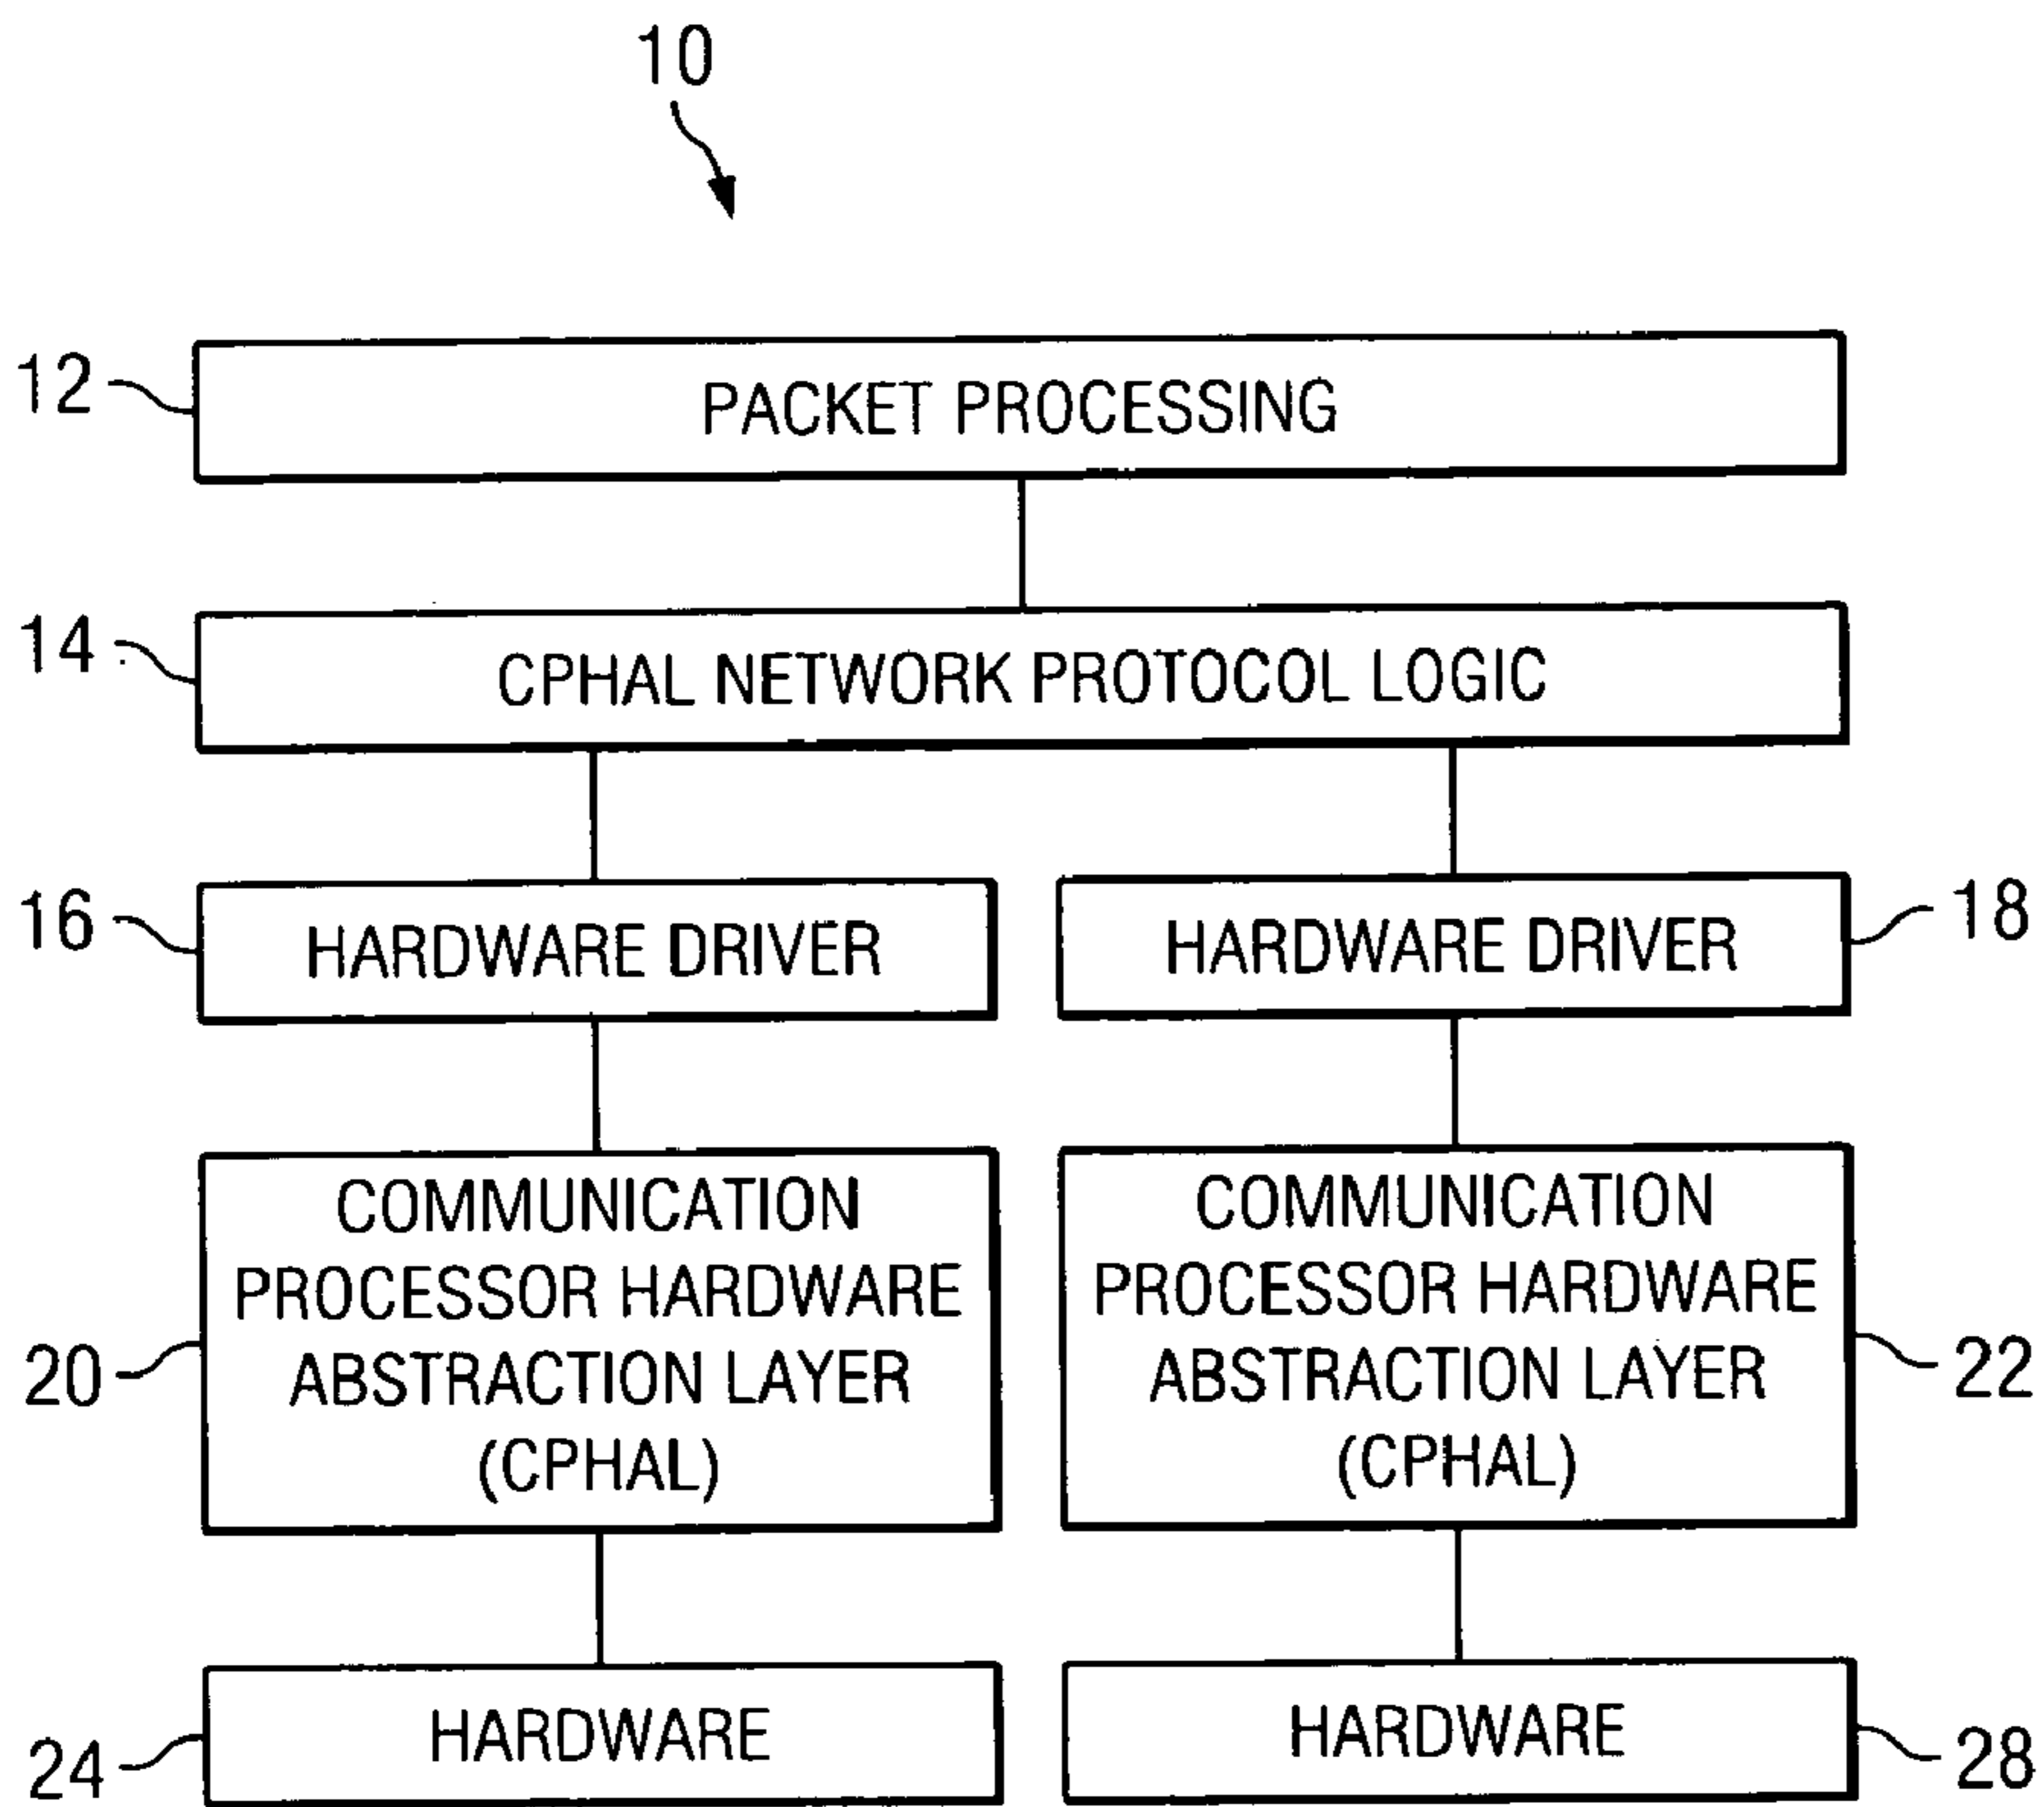 10
12
PACKET PROCESSING
14
CPHAL NETWORK PROTOCOL LOGIC
16
HARDWARE DRIVER
HARDWARE DRIVER
18
20
COMMUNICATION
PROCESSOR HARDWARE
ABSTRACTION LAYER
(CPHAL)
COMMUNICATION
PROCESSOR HARDWARE
ABSTRACTION LAYER
(CPHAL)
22
24
HARDWARE
HARDWARE
28